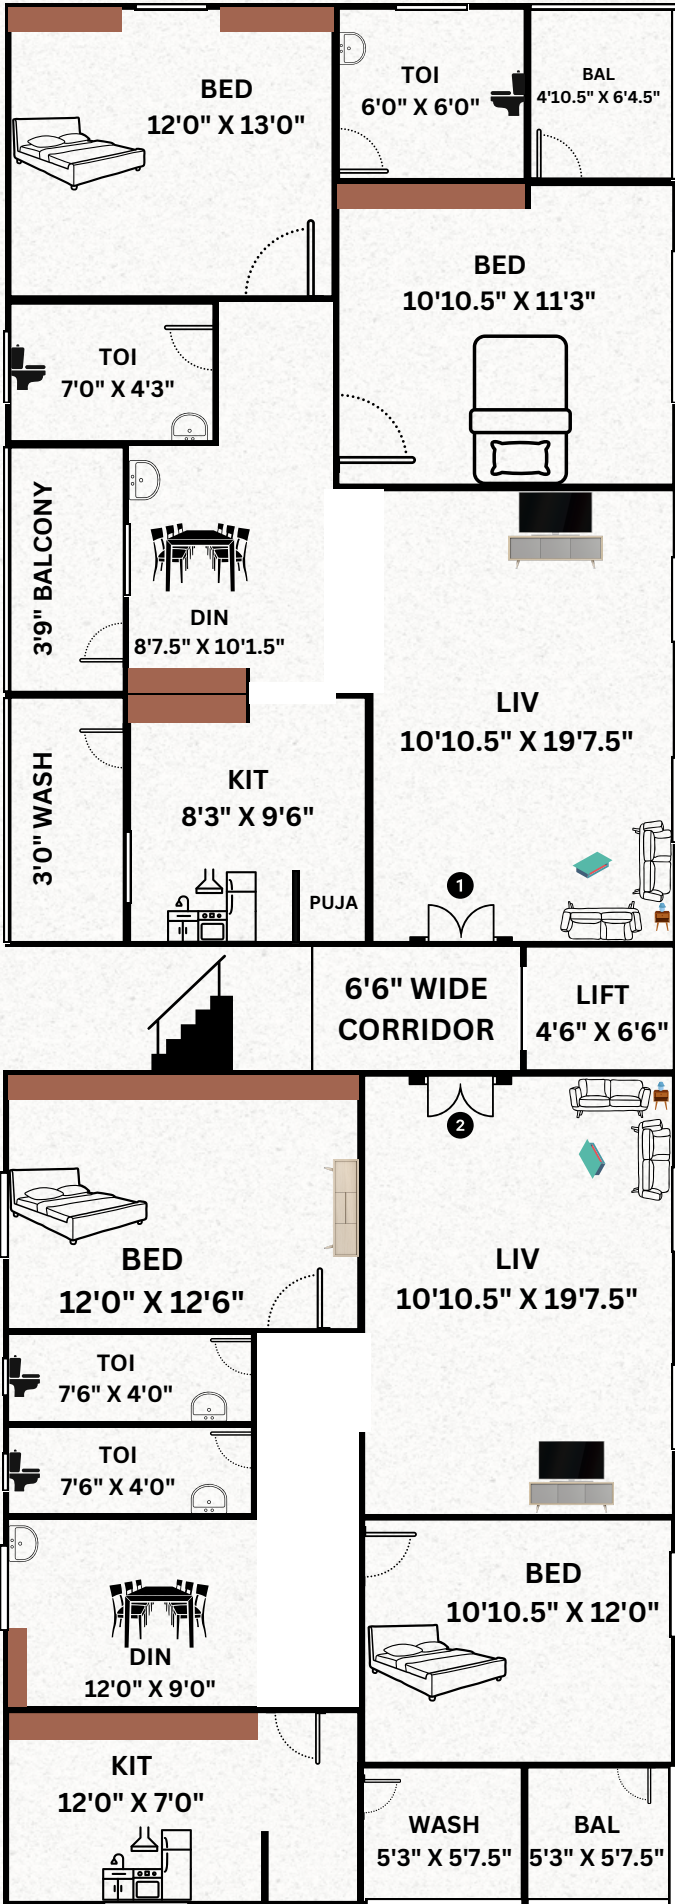 BED
12'0" X 13'0"
TOI
6'0" X 6'0"
BAL
4'10.5" X 6'4.5"
BED
10'10.5" X 11'3"
TOI
7'0" X 4'3"
3'9" BALCONY
DIN
8'7.5" X 10'1.5"
LIV
10'10.5" X 19'7.5"
KIT
8'3" X 9'6"
3'0" WASH
PUJA
1
6'6" WIDE
CORRIDOR
LIFT
4'6" X 6'6"
2
BED
12'0" X 12'6"
LIV
10'10.5" X 19'7.5"
TOI
7'6" X 4'0"
TOI
7'6" X 4'0"
BED
10'10.5" X 12'0"
DIN
12'0" X 9'0"
KIT
12'0" X 7'0"
WASH
5'3" X 5'7.5"
BAL
5'3" X 5'7.5"